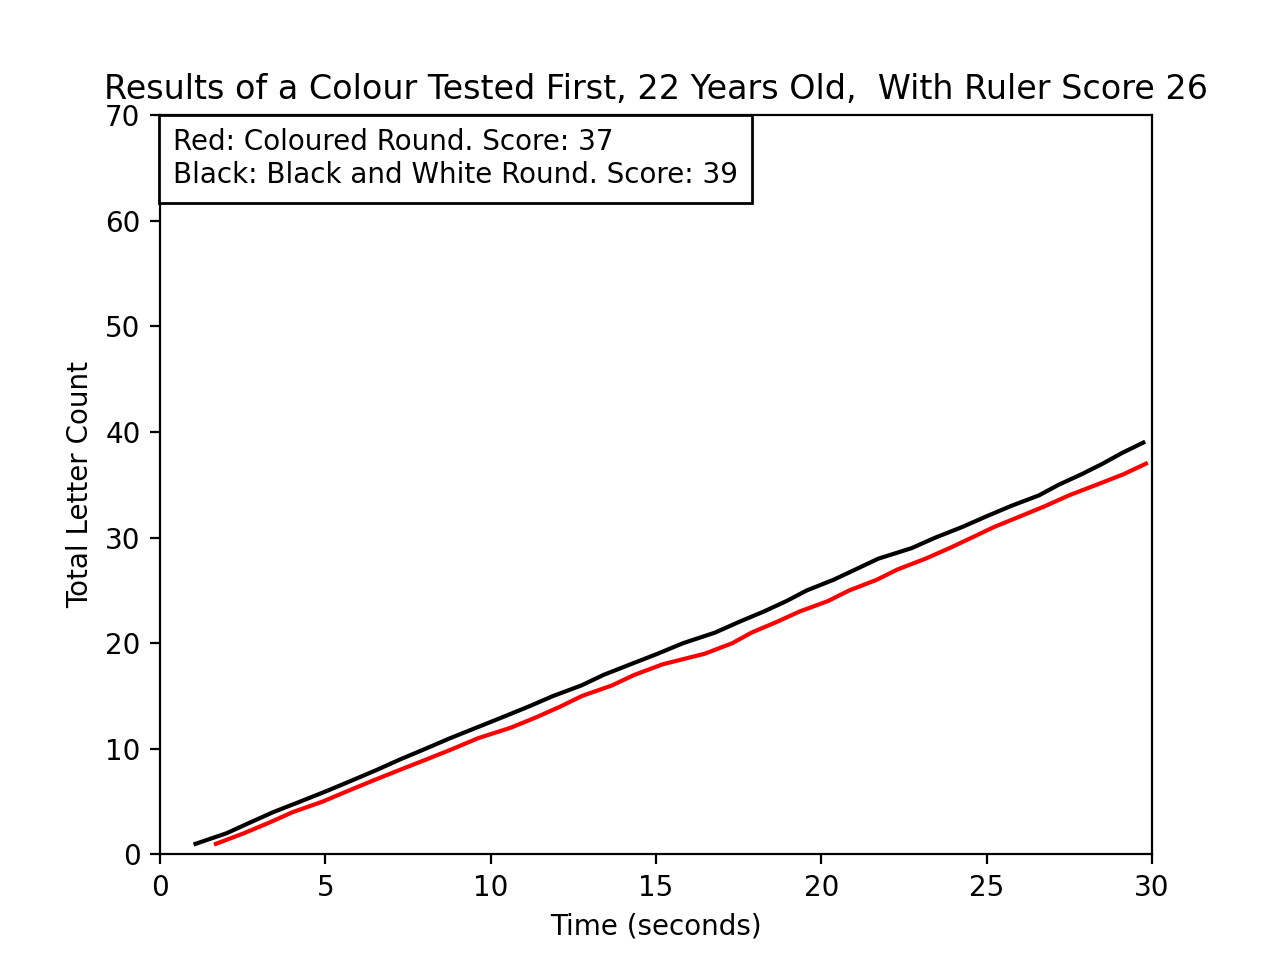 Results of a Colour Tested First, 22 Years Old,  With Ruler Score 26
Red: Coloured Round. Score: 37
Black: Black and White Round. Score: 39
70
60
50
40
30
20
10
0
Total Letter Count
0 5 10 15 20 25 30
Time (seconds)